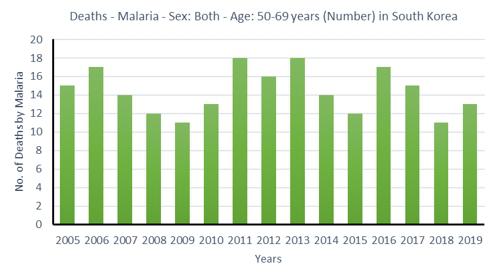 Deaths - Malaria - Sex: Both - Age: 50-69 years (Number) in South Korea
20
18
16
14
12
10
8
6
4
2
0
No. of Deaths by Malaria
2005 2006 2007 2008 2009 2010 2011 2012 2013 2014 2015 2016 2017 2018 2019
Years